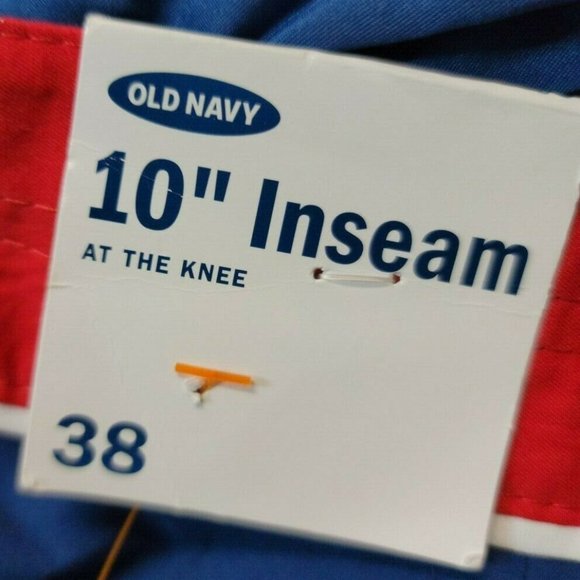 OLD NAVY
10" Inseam
AT THE KNEE
38